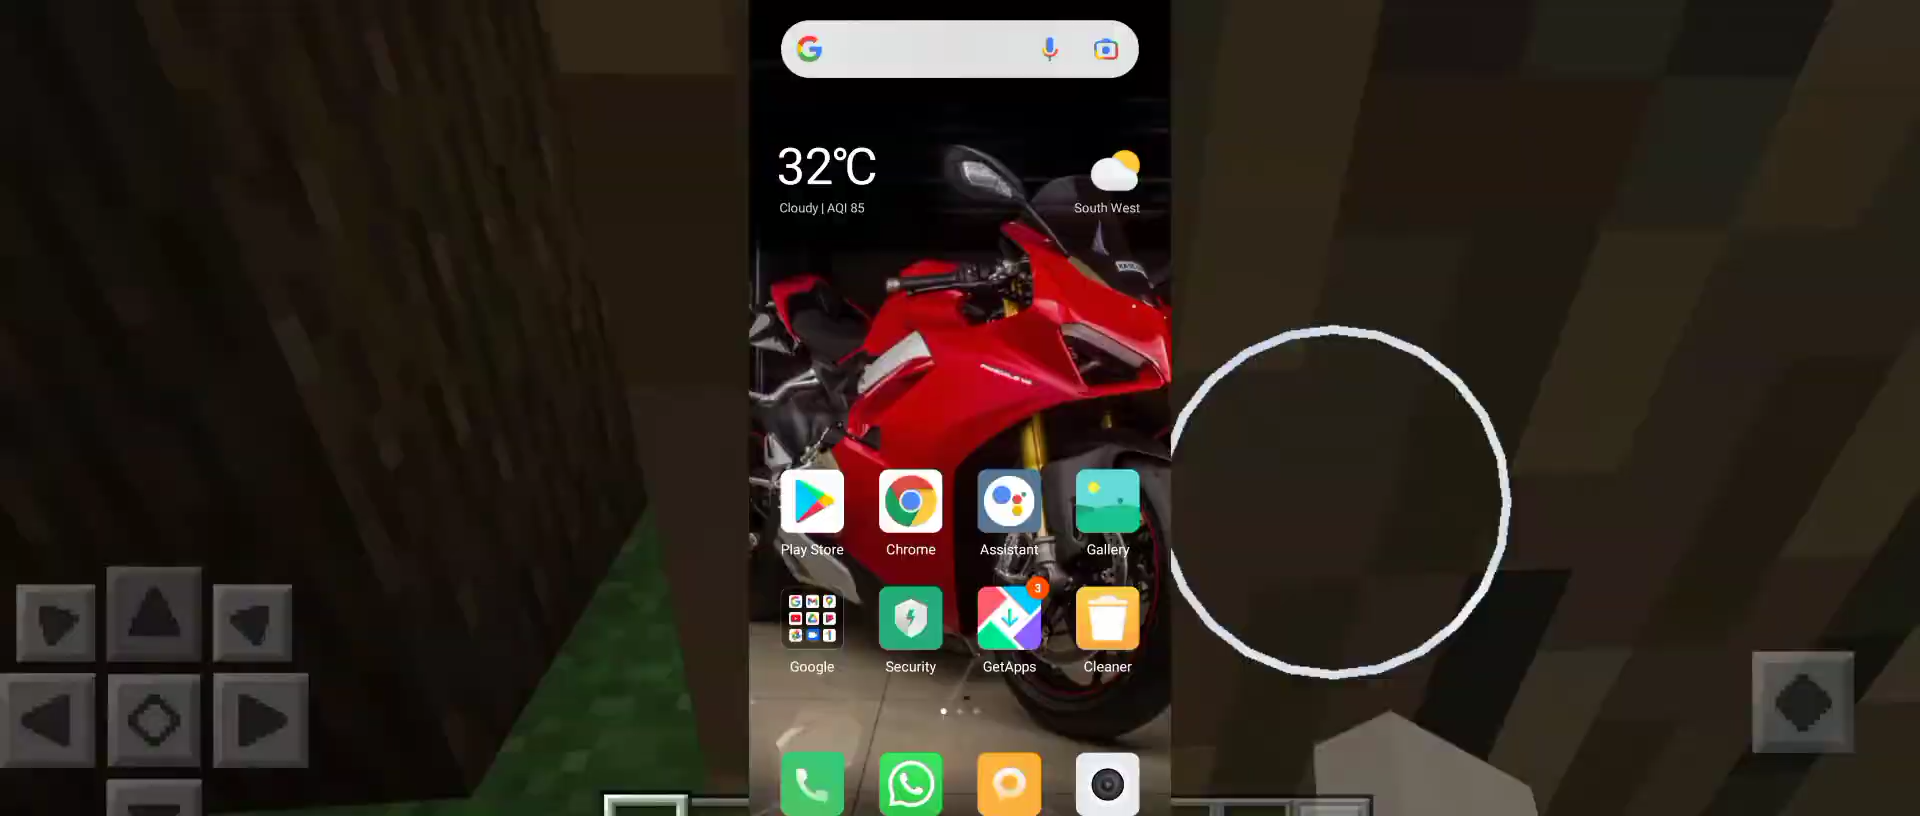 32°C
Cloudy | AQI 85
South West
Play Store
Chrome
Assistant
Gallery
3
Google
Security
GetApps
Cleaner